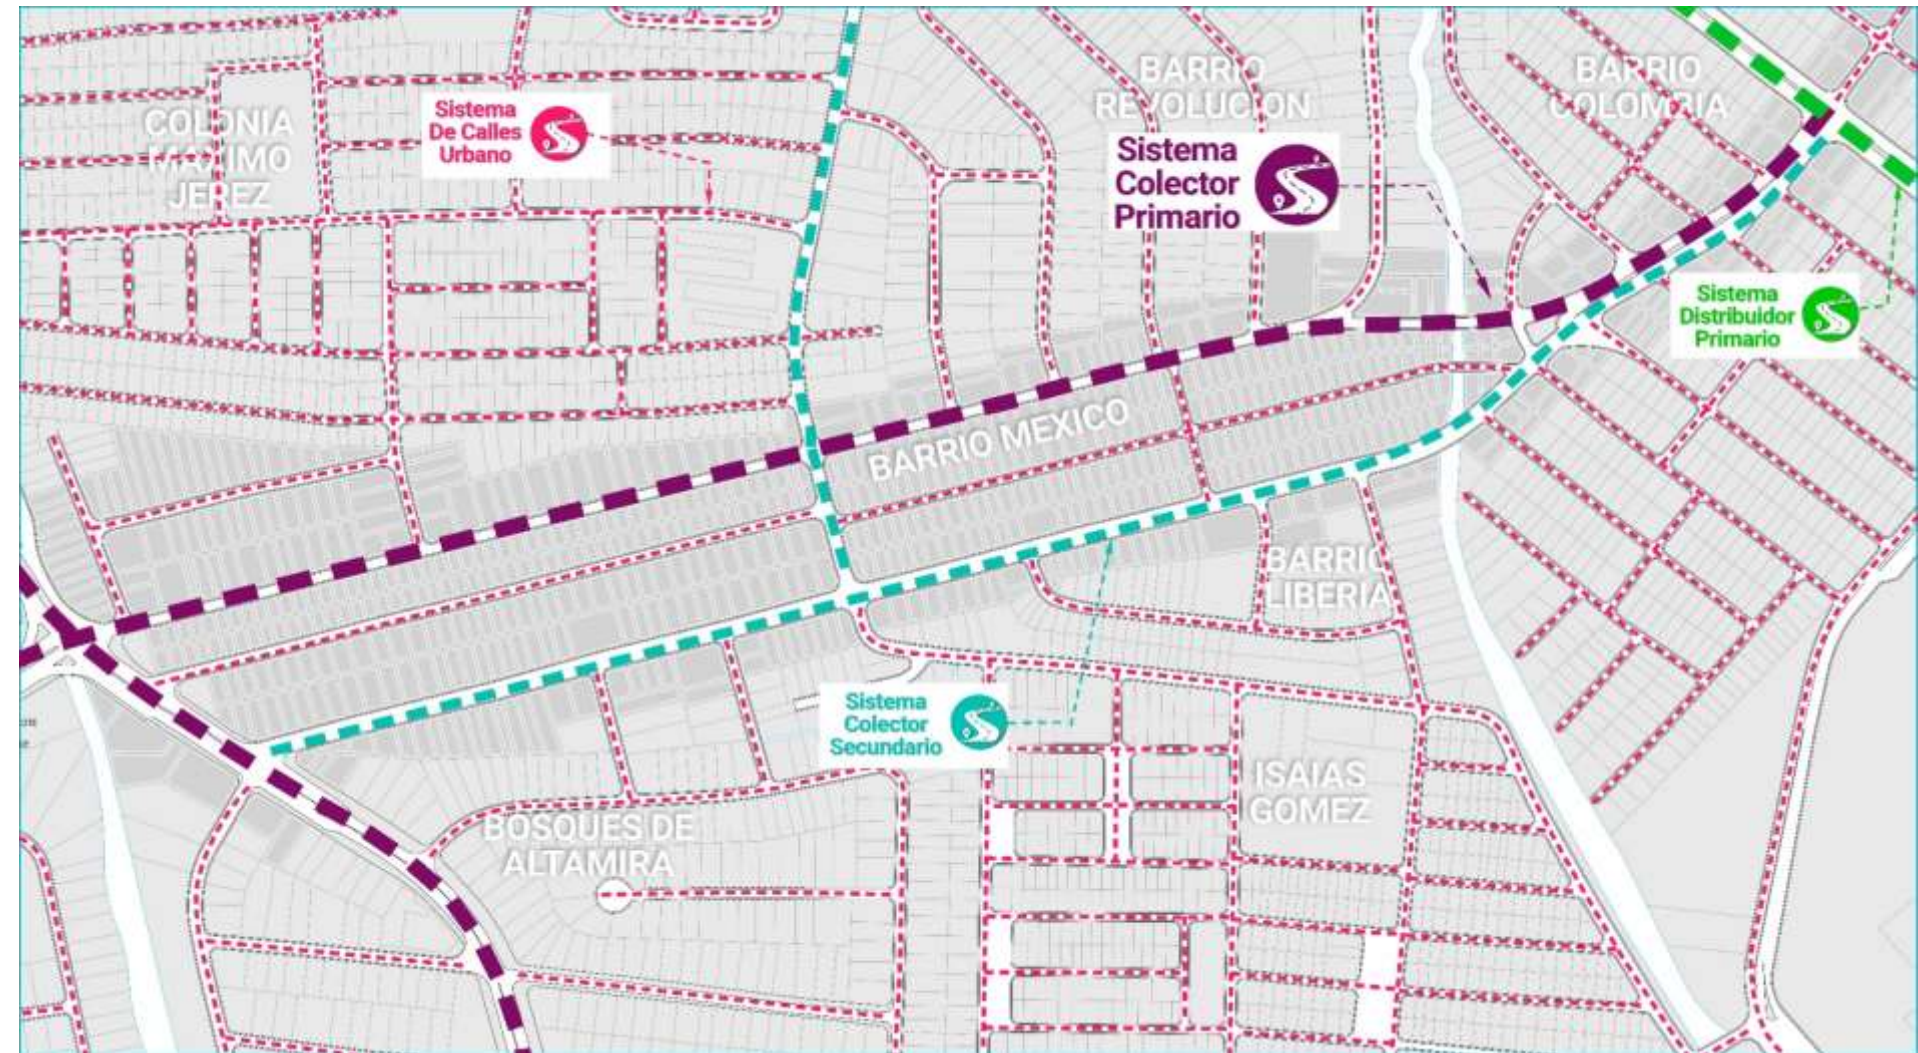 BARRIO
REVOLUCION
BARRIO
COLOMBIA
COLONIA
MAXIMO
JEREZ
Sistema
De Calles
Urbano
Sistema
Colector
Primario
Sistema
Distribuidor
Primario
BARRIO MEXICO
BARRIO
LIBERIA
Sistema
Colector
Secundario
ISAIAS
GOMEZ
BOSQUES DE
ALTAMIRA